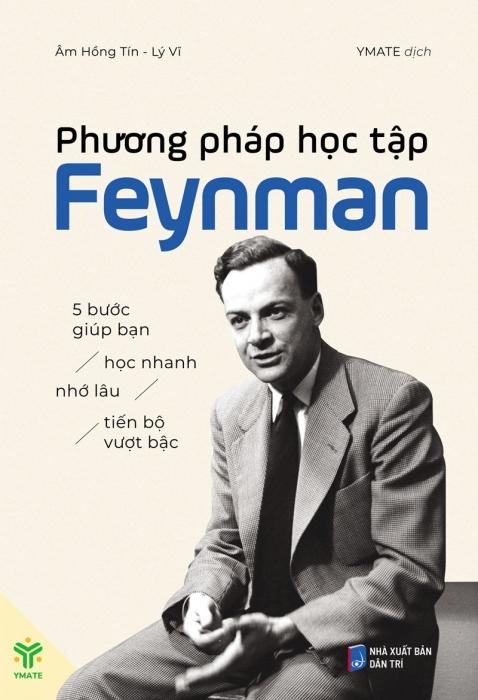 Âm Hồng Tín - Lý Vĩ
YMATE dịch
Phương pháp học tập
Feynman
5 bước
giúp bạn
học nhanh
nhớ lâu
tiến bộ
vượt bậc
YMATE
NHÀ XUẤT BẢN
DÂN TRÍ